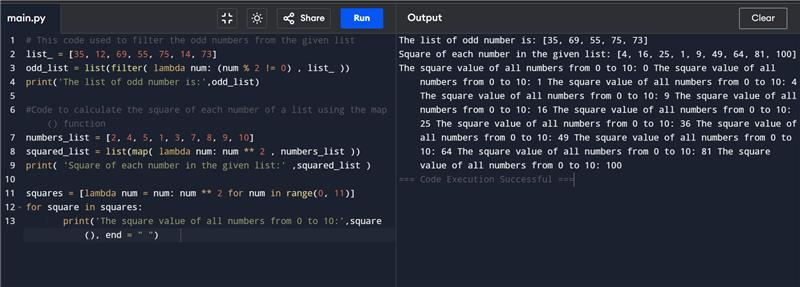 main.py
Share
Run
Output
Clear
1 # This code used to filter the odd numbers from the given list
2 list_ = [35, 12, 69, 55, 75, 14, 73]
3 odd_list = list(filter( lambda num: (num % 2 != 0) , list_ ))
4 print('The list of odd number is:',odd_list)
5
6 #Code to calculate the square of each number of a list using the map
() function
7 numbers_list = [2, 4, 5, 1, 3, 7, 8, 9, 10]
8 squared_list = list(map( lambda num: num ** 2 , numbers_list ))
9 print( 'Square of each number in the given list:' ,squared_list )
10
11 squares = [lambda num = num: num ** 2 for num in range(0, 11)]
12 for square in squares:
13 print('The square value of all numbers from 0 to 10:',square
(), end = " ")
The list of odd number is: [35, 69, 55, 75, 73]
Square of each number in the given list: [4, 16, 25, 1, 9, 49, 64, 81, 100]
The square value of all numbers from 0 to 10: 0 The square value of all
numbers from 0 to 10: 1 The square value of all numbers from 0 to 10: 4
The square value of all numbers from 0 to 10: 9 The square value of all
numbers from 0 to 10: 16 The square value of all numbers from 0 to 10:
25 The square value of all numbers from 0 to 10: 36 The square value of
all numbers from 0 to 10: 49 The square value of all numbers from 0 to
10: 64 The square value of all numbers from 0 to 10: 81 The square
value of all numbers from 0 to 10: 100
=== Code Execution Successful ===